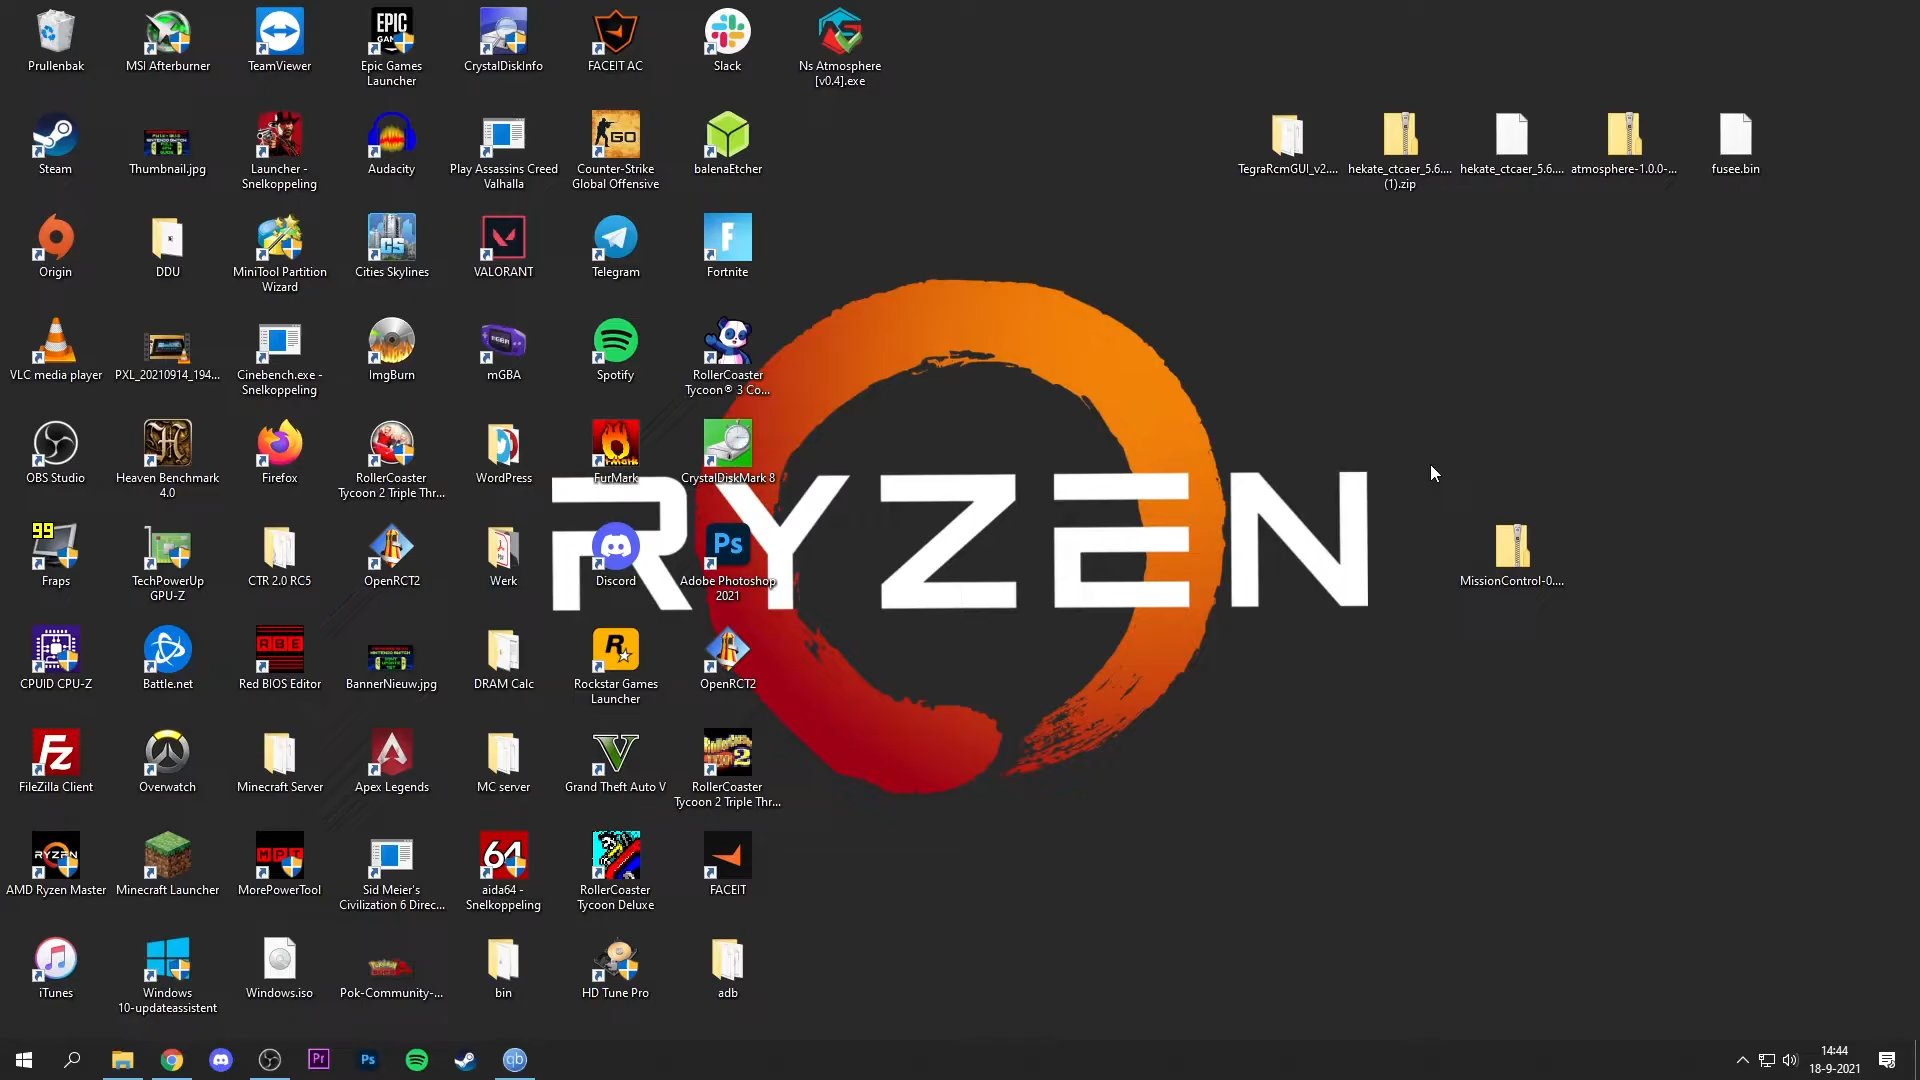 Prullenbak
MSI Afterburner
TeamViewer
Epic Games
Launcher
CrystalDiskInfo
FACEIT AC
Slack
Ns Atmosphere
[v0.4].exe
Steam
Thumbnail.jpg
Launcher -
Snelkoppeling
Audacity
Play Assassins Creed
Valhalla
Counter-Strike
Global Offensive
balenaEtcher
TegraRcmGUI_v2....
hekate_ctcaer_5.6....
(1).zip
hekate_ctcaer_5.6....
atmosphere-1.0.0-...
fusee.bin
Origin
DDU
MiniTool Partition
Wizard
Cities Skylines
VALORANT
Telegram
Fortnite
VLC media player
PXL_20210914_194...
Cinebench.exe -
Snelkoppeling
ImgBurn
mGBA
Spotify
RollerCoaster
Tycoon® 3 Co...
OBS Studio
Heaven Benchmark
4.0
Firefox
RollerCoaster
Tycoon 2 Triple Thr...
WordPress
FurMark
CrystalDiskMark 8
RYZEN
Fraps
TechPowerUp
GPU-Z
CTR 2.0 RC5
OpenRCT2
Werk
Discord
Adobe Photoshop
2021
MissionControl-0....
CPUID CPU-Z
Battle.net
Red BIOS Editor
BannerNieuw.jpg
DRAM Calc
Rockstar Games
Launcher
OpenRCT2
FileZilla Client
Overwatch
Minecraft Server
Apex Legends
MC server
Grand Theft Auto V
RollerCoaster
Tycoon 2 Triple Thr...
AMD Ryzen Master
Minecraft Launcher
MorePowerTool
Sid Meier's
Civilization 6 Direc...
aida64 -
Snelkoppeling
RollerCoaster
Tycoon Deluxe
FACEIT
iTunes
Windows
10-updateassistent
Windows.iso
Pok-Community-...
bin
HD Tune Pro
adb
14:44
18-9-2021